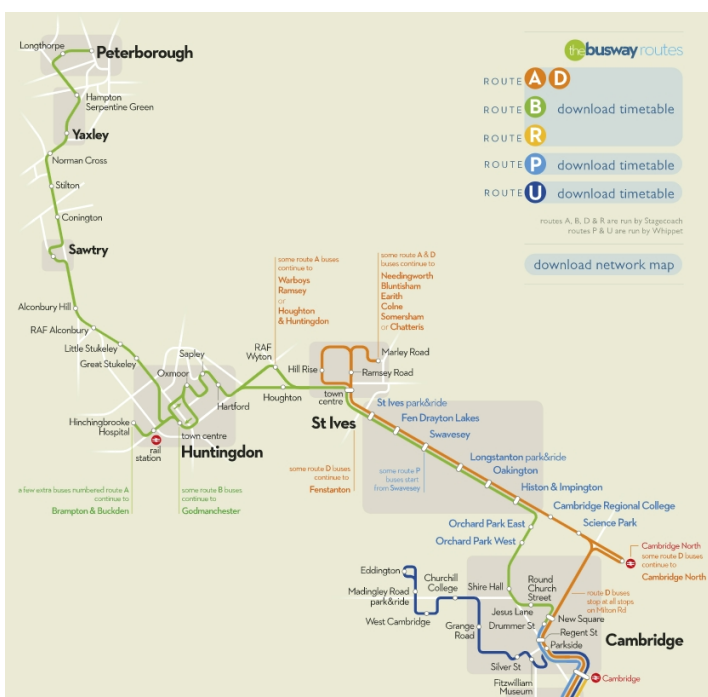 Longthorpe
Peterborough
Hampton
Serpentine Green
Yaxley
Norman Cross
Stilton
Conington
Sawtry
Alconbury Hill
RAF Alconbury
Little Stukeley
Great Stukeley
Sapley
Oxmoor
Hartford
Hinchingbrooke
Hospital
rail
station
town centre
Huntingdon
a few extra buses numbered route A
continue to
Brampton & Buckden
some route B buses
continue to
Godmanchester
RAF
Wyton
Houghton
some route A buses
continue to
Warboys
Ramsey
or
Houghton
& Huntingdon
some route A & D
buses continue to
Needingworth
Bluntisham
Earith
Colne
Somersham
or Chatteris
Hill Rise
Marley Road
Ramsey Road
town
centre
St Ives
St Ives park&ride
Fen Drayton Lakes
Swavesey
Longstanton park&ride
Oakington
Histon & Impington
Cambridge Regional College
Science Park
some route D buses
continue to
Fenstanton
some route P
buses start
from Swavesey
Orchard Park East
Orchard Park West
Cambridge North
some route D buses
continue to
Cambridge North
route D buses
stop at all stops
on Milton Rd
Eddington
Madingley Road
park&ride
West Cambridge
Churchill
College
Grange
Road
Shire Hall
Round
Church
Street
Jesus Lane
Drummer St
New Square
Regent St
Parkside
Cambridge
Silver St
Fitzwilliam
Museum
Cambridge
the busway routes
ROUTE A D
ROUTE B download timetable
ROUTE R
ROUTE P download timetable
ROUTE U download timetable
routes A, B, D & R are run by Stagecoach
routes P & U are run by Whippet
download network map